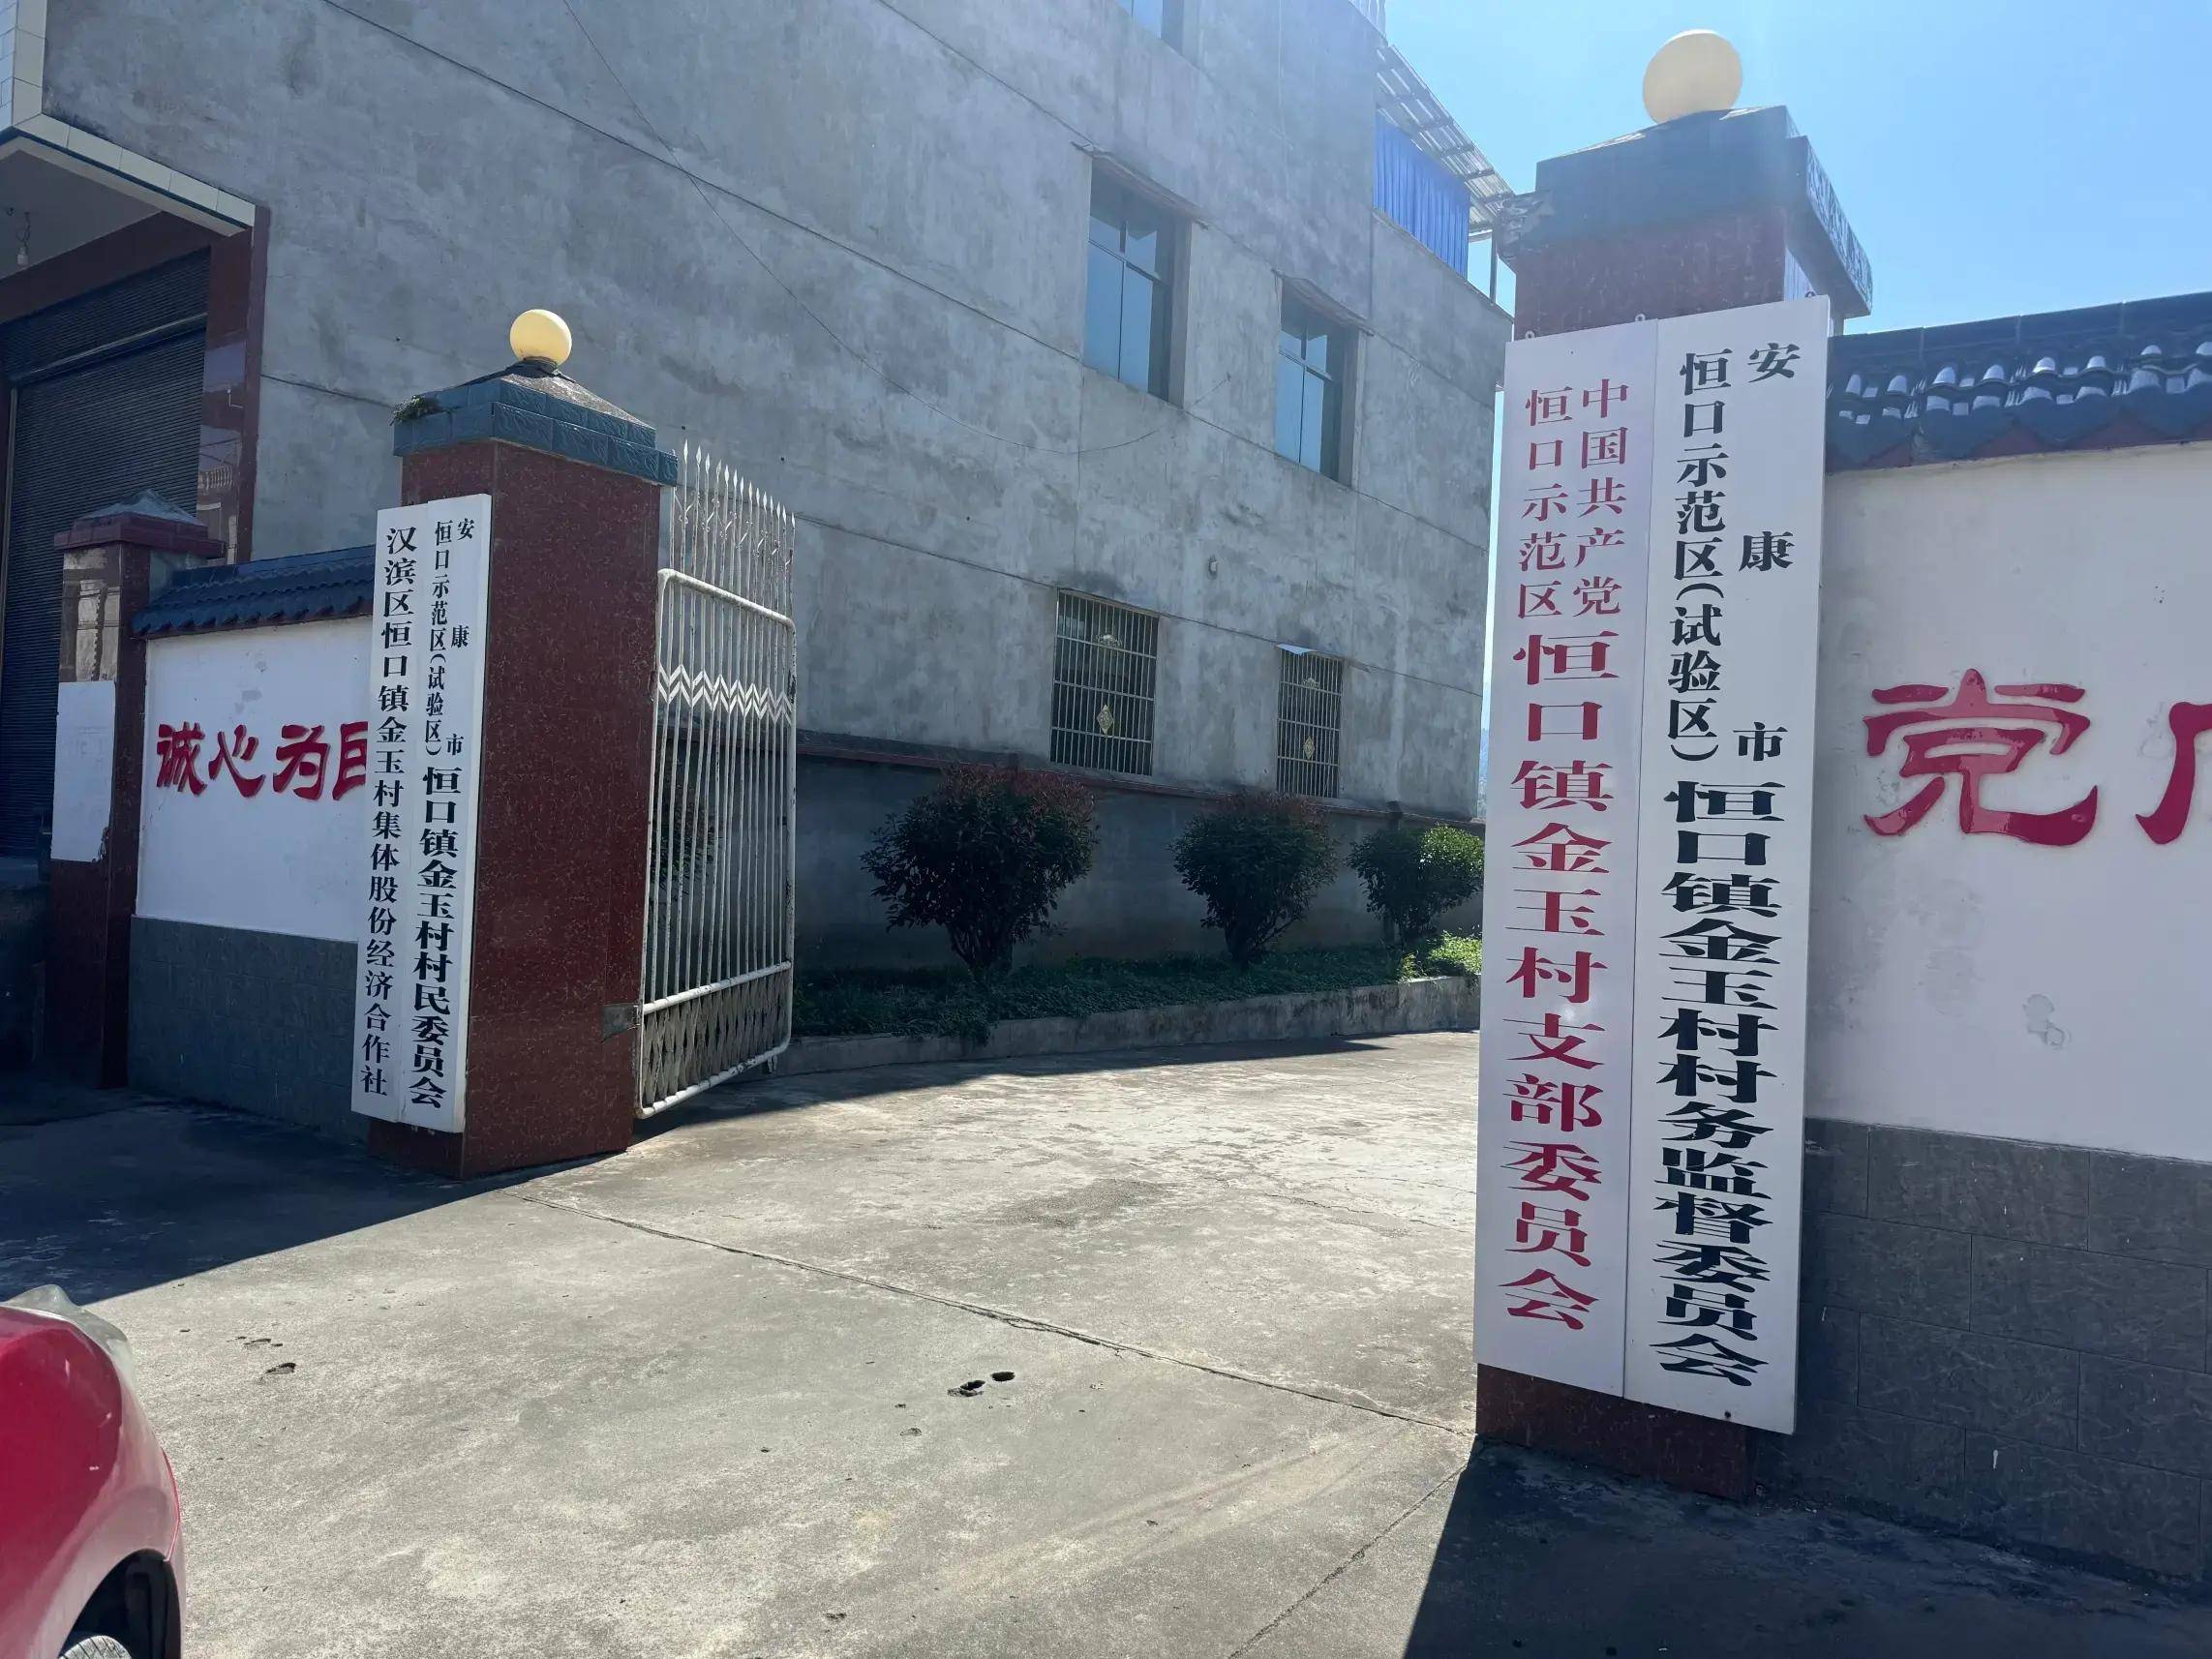 诚心为民
汉滨区恒口镇金玉村集体股份经济合作社
安康市
恒口示范区(试验区)
恒口镇金玉村村民委员会
中国共产党
恒口示范区
恒口镇金玉村支部委员会
安康市
恒口示范区(试验区)
恒口镇金玉村村务监督委员会
党